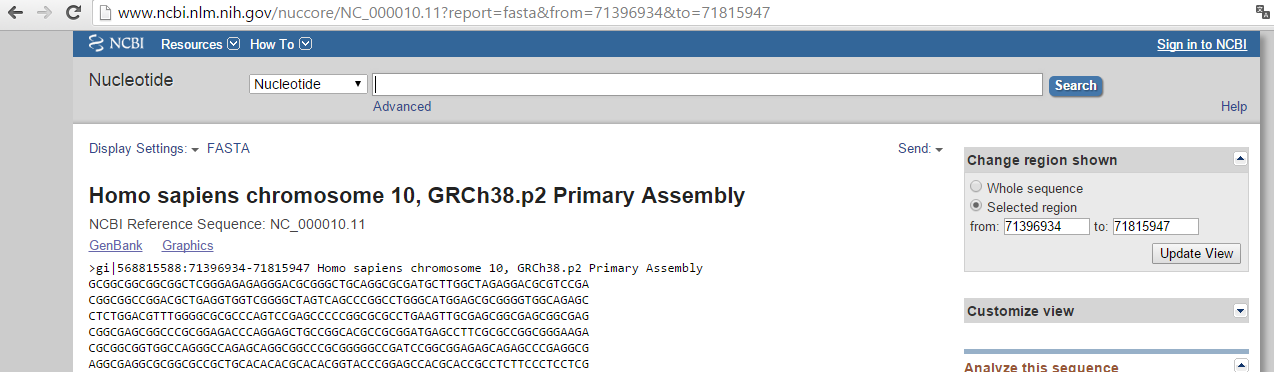 www.ncbi.nlm.nih.gov/nuccore/NC_000010.11?report=fasta&from=71396934&to=71815947
NCBI Resources How To Sign in to NCBI
Nucleotide Nucleotide Search
Advanced Help
Display Settings: FASTA Send:
Change region shown
Whole sequence
Selected region
from: 71396934 to: 71815947
Update View
Customize view
Analyze this sequence
Homo sapiens chromosome 10, GRCh38.p2 Primary Assembly
NCBI Reference Sequence: NC_000010.11
GenBank Graphics
>gi|568815588:71396934-71815947 Homo sapiens chromosome 10, GRCh38.p2 Primary Assembly
GCGGCGGCGGCGGCTCGGGAGAGAGGGACGCGGGCTGCAGGCGCGATGCTTGGCTAGAGGACGCGTCCGA
CGGCGGCCGGACGCTGAGGTGGTCGGGGCTAGTCAGCCCGGCCTGGGCATGGAGCGCGGGGTGGCAGAGC
CTCTGGACGTTTGGGGCGCGCCCAGTCCGAGCCCCCGGCGCGCCTGAAGTTGCGAGCGGCGAGCGGCGAG
CGGCGAGCGGCCCGCGGAGACCCAGGAGCTGCCGGCACGCCGCGGATGAGCCTTCGCGCCGGCGGGAAGA
CGCGGCGGTGGCCAGGGCCAGAGCAGGCGGCCCGCGGGGGCCGATCCGGCGGAGAGCAGAGCCCGAGGCG
AGGCGAGGCGCGGCGCCGCTGCACACACGCACACGGTACCCGGAGCCACGCACCGCCTCTTCCCTCCTCG